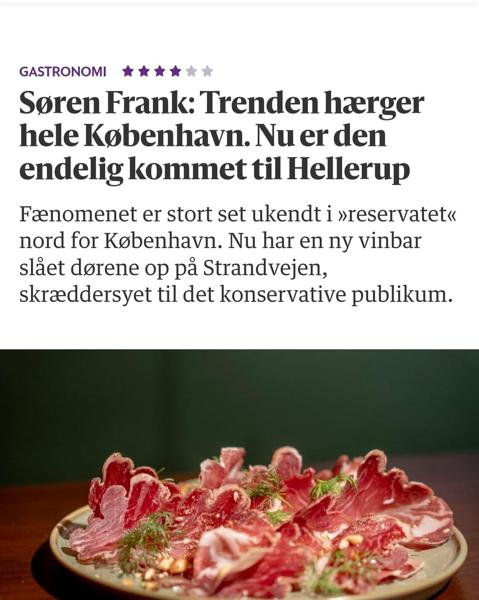 GASTRONOMI
Søren Frank: Trenden hærger
hele København. Nu er den
endelig kommet til Hellerup
Fænomenet er stort set ukendt i »reservatet«
nord for København. Nu har en ny vinbar
slået dørene op på Strandvejen,
skræddersyet til det konservative publikum.